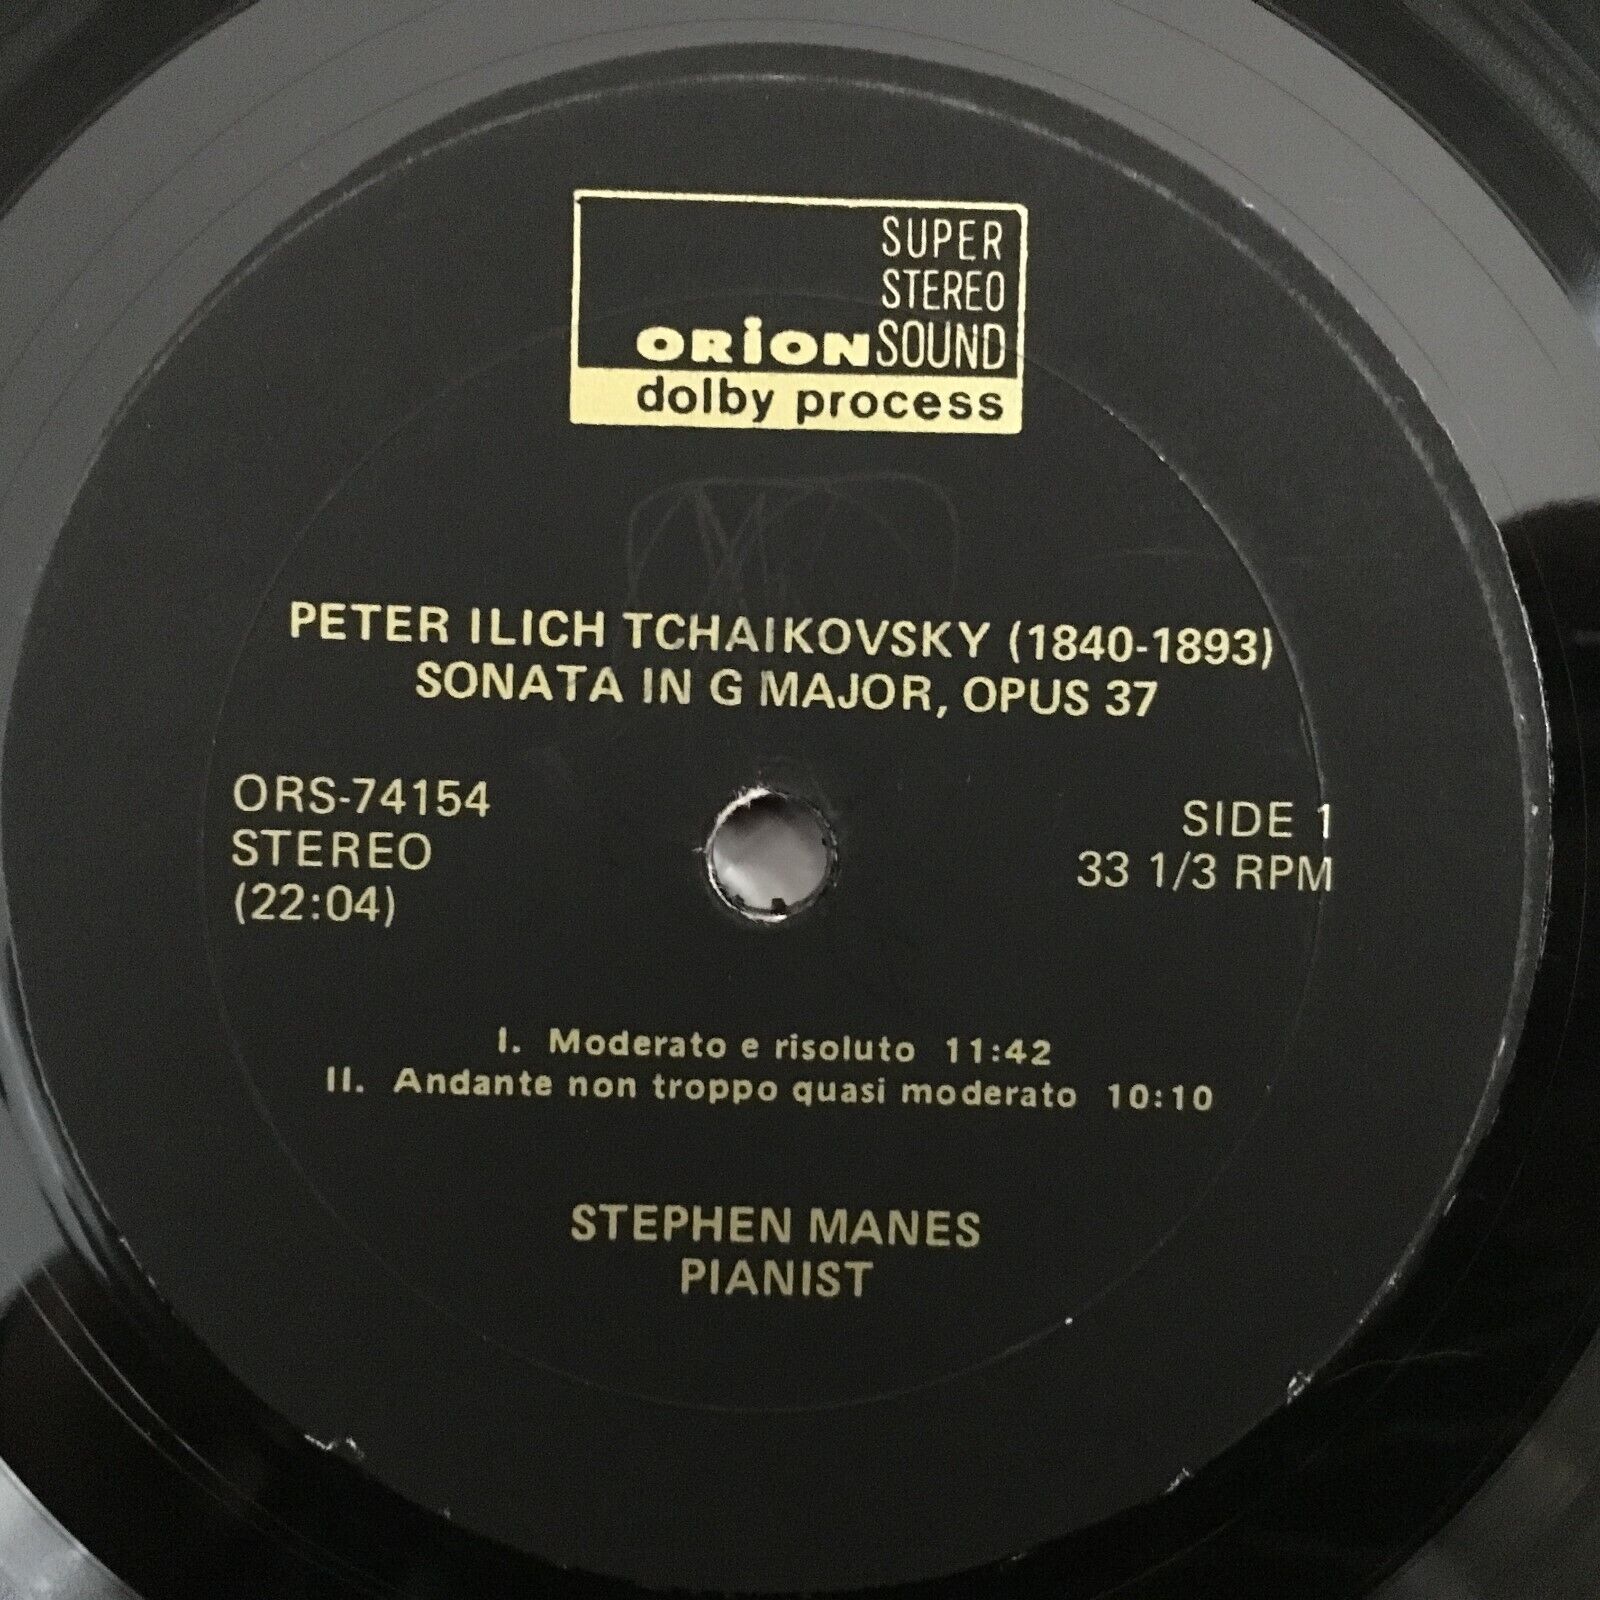 SUPER
STEREO
ORION SOUND
dolby process
PETER ILICH TCHAIKOVSKY (1840-1893)
SONATA IN G MAJOR, OPUS 37
ORS-74154
STEREO
(22:04)
SIDE 1
33 1/3 RPM
I. Moderato e risoluto 11:42
II. Andante non troppo quasi moderato 10:10
STEPHEN MANES
PIANIST